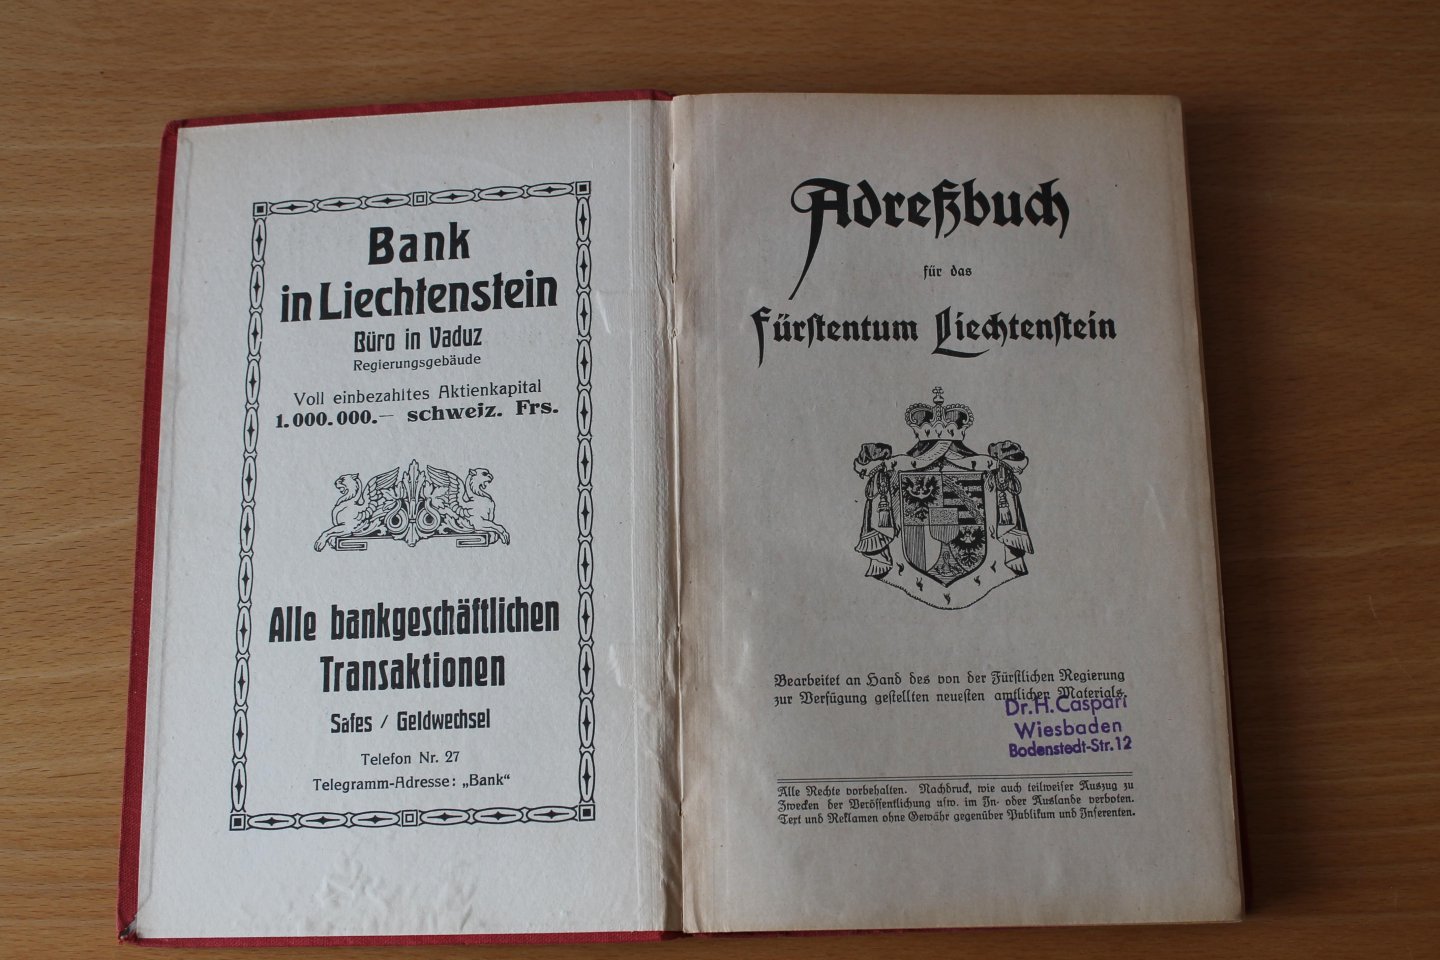 Bank
in Liechtenstein
Büro in Vaduz
Regierungsgebäude
Voll einbezahltes Aktienkapital
1.000.000.— schweiz. Frs.
Alle bankgeschäftlichen
Transaktionen
Safes / Geldwechsel
Telefon Nr. 27
Telegramm-Adresse: „Bank“
Adreßbuch
für das
Fürstentum Liechtenstein
Bearbeitet an Hand des von der Fürstlichen Regierung
zur Verfügung gestellten neuesten amtlichen Materials.
Dr. H. Caspari
Wiesbaden
Bodenstedt-Str. 12
Alle Rechte vorbehalten. Nachdruck, wie auch teilweiser Auszug zu
Zwecken der Veröffentlichung usw. im In- oder Auslande verboten.
Text und Reklamen ohne Gewähr gegenüber Publikum und Inserenten.